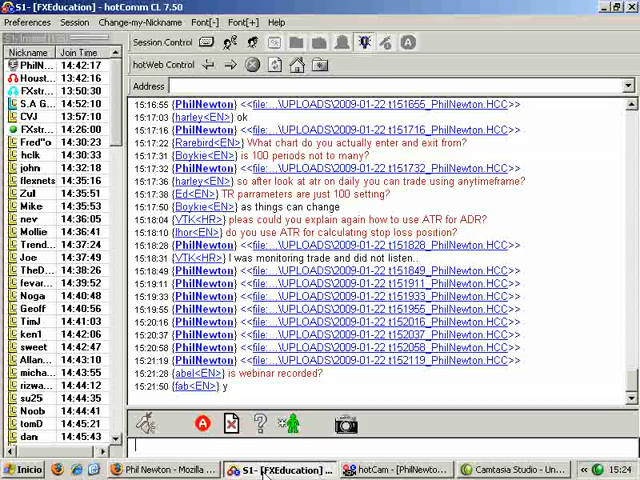 S1- [FXEducation] - hotComm CL 7.50
Preferences Session Change-my-Nickname Font[-] Font[+] Help
Session Control
hotWeb Control
Address
Nickname Join Time
PhilN... 14:42:17
Houst... 13:42:16
FXstr... 13:50:30
S.A G... 14:52:10
CVJ 13:57:10
FXstr... 14:26:00
Fred"o 14:30:23
hclk 14:30:33
john 14:32:18
flexnets 14:35:16
Zul 14:35:51
Mike 14:35:53
nev 14:36:05
Mollie 14:36:41
Trend... 14:37:24
Joe 14:37:49
TheD... 14:38:26
fevar... 14:39:52
Noga 14:40:48
Geoff 14:40:56
TimJ 14:41:03
ken1 14:42:06
sweet 14:42:47
Allan... 14:43:10
micha... 14:43:35
rizwa... 14:44:12
su25 14:44:35
Noob 14:44:41
tomD 14:45:21
dan 14:45:43
15:16:55 {PhilNewton} <<file:...\UPLOADS\2009-01-22 t151655_PhilNewton.HCC>>
15:17:03 {harley<EN>} ok
15:17:16 {PhilNewton} <<file:...\UPLOADS\2009-01-22 t151716_PhilNewton.HCC>>
15:17:22 {Rarebird<EN>} What chart do you actually enter and exit from?
15:17:31 {Boykie<EN>} is 100 periods not to many?
15:17:32 {PhilNewton} <<file:...\UPLOADS\2009-01-22 t151732_PhilNewton.HCC>>
15:17:36 {harley<EN>} so after look at atr on daily you can trade using anytimeframe?
15:17:38 {Ed<EN>} TR parrameters are just 100 setting?
15:17:50 {Boykie<EN>} as things can change
15:18:04 {VTK<HR>} pleas could you explain again how to use ATR for ADR?
15:18:10 {Ihor<EN>} do you use ATR for calculating stop loss position?
15:18:28 {PhilNewton} <<file:...\UPLOADS\2009-01-22 t151828_PhilNewton.HCC>>
15:18:31 {VTK<HR>} I was monitoring trade and did not listen..
15:18:49 {PhilNewton} <<file:...\UPLOADS\2009-01-22 t151849_PhilNewton.HCC>>
15:19:11 {PhilNewton} <<file:...\UPLOADS\2009-01-22 t151911_PhilNewton.HCC>>
15:19:33 {PhilNewton} <<file:...\UPLOADS\2009-01-22 t151933_PhilNewton.HCC>>
15:19:55 {PhilNewton} <<file:...\UPLOADS\2009-01-22 t151955_PhilNewton.HCC>>
15:20:16 {PhilNewton} <<file:...\UPLOADS\2009-01-22 t152016_PhilNewton.HCC>>
15:20:37 {PhilNewton} <<file:...\UPLOADS\2009-01-22 t152037_PhilNewton.HCC>>
15:20:58 {PhilNewton} <<file:...\UPLOADS\2009-01-22 t152058_PhilNewton.HCC>>
15:21:19 {PhilNewton} <<file:...\UPLOADS\2009-01-22 t152119_PhilNewton.HCC>>
15:21:28 {abel<EN>} is webinar recorded?
15:21:50 {fab<EN>} y
Inicio Phil Newton - Mozilla ... S1- [FXEducation] ... hotCam - [PhilNewto... Camtasia Studio - Un... 15:24